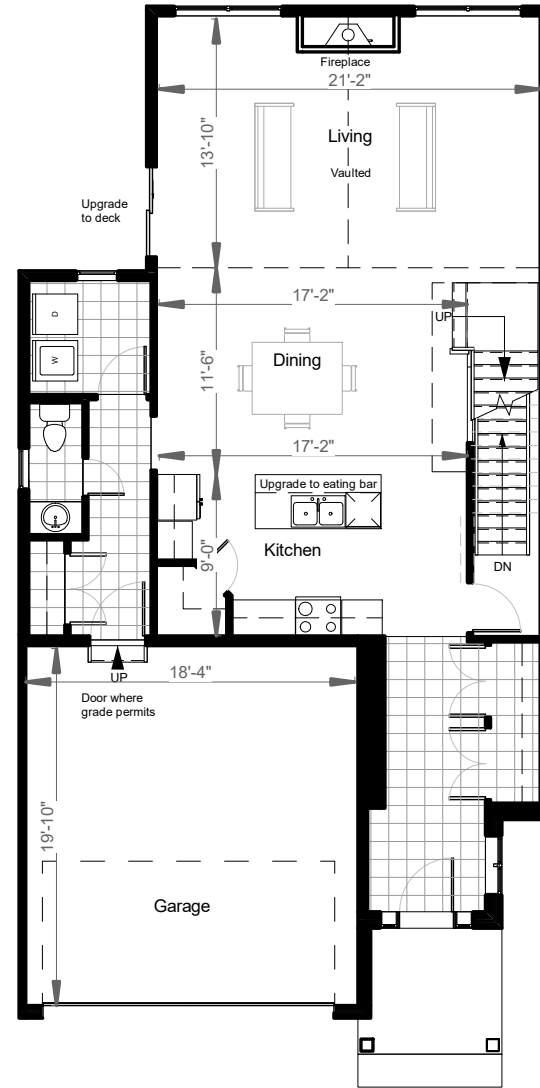 Fireplace
21'-2"
Living
13'-10"
Vaulted
Upgrade
to deck
17'-2"
D
UP
W
11'-6"
Dining
17'-2"
Upgrade to eating bar
9'-0"
Kitchen
DN
UP
18'-4"
Door where
grade permits
19'-10"
Garage